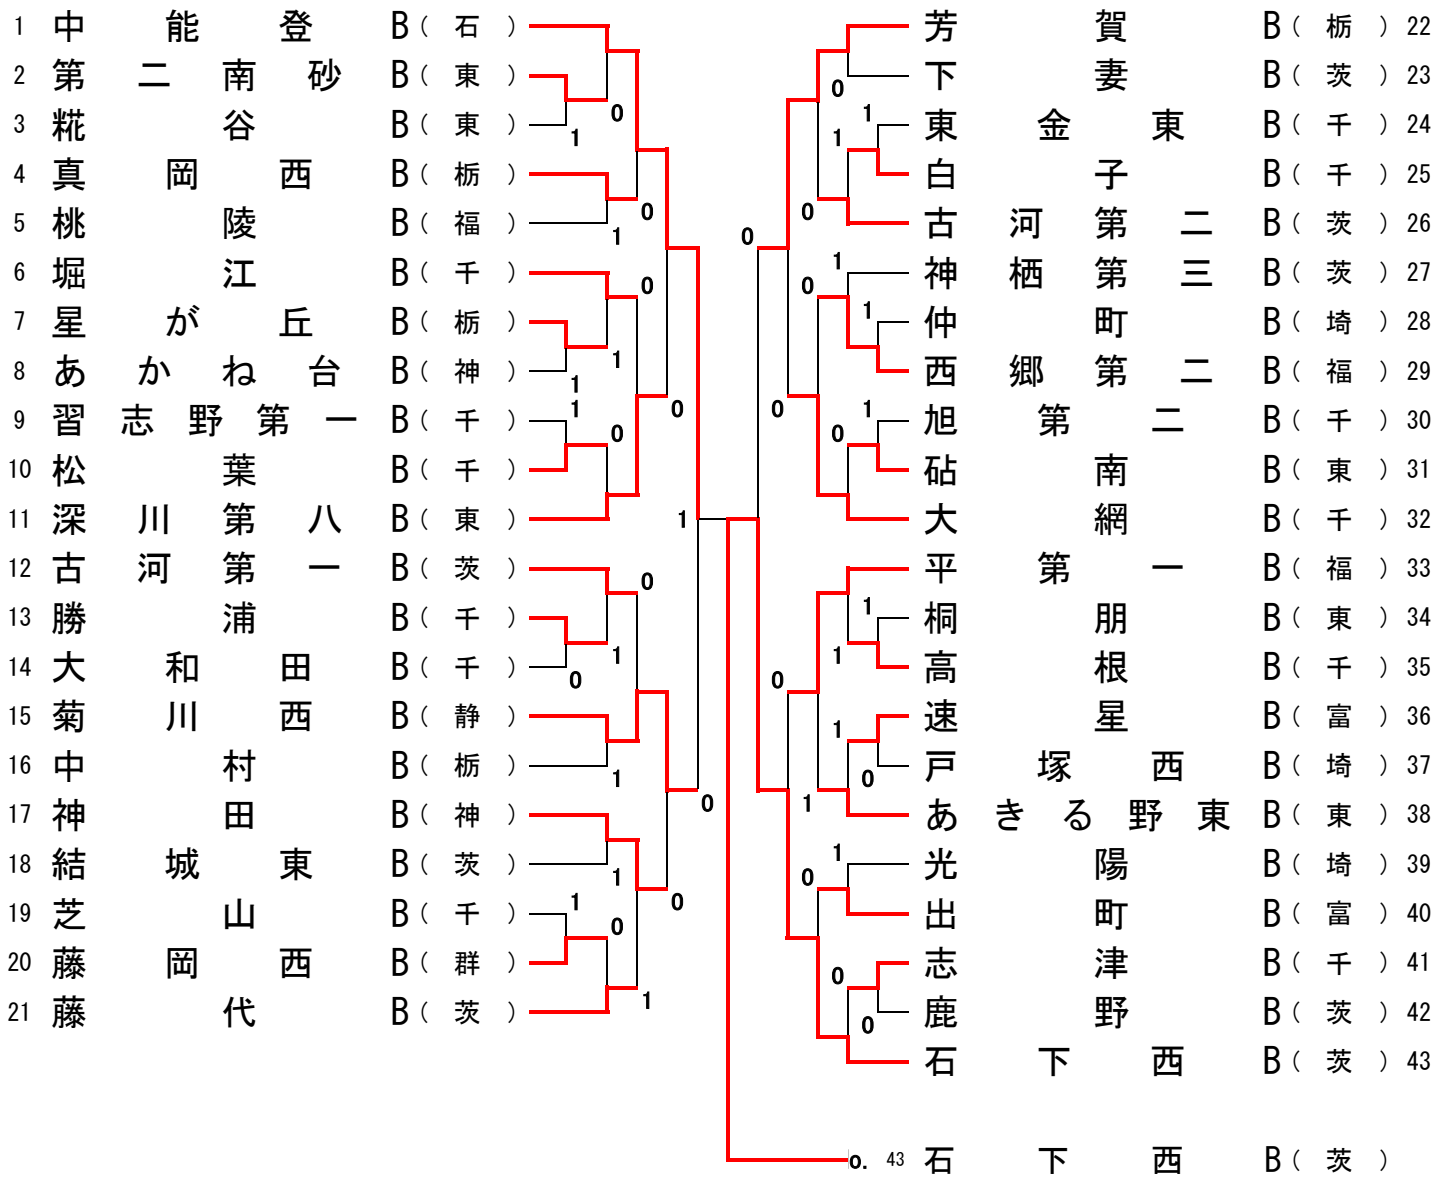 1 中能登 B（石）
2 第二南砂 B（東）
3 糀谷 B（東）
4 真岡西 B（栃）
5 桃陵 B（福）
6 堀江 B（千）
7 星が丘 B（栃）
8 あかね台 B（神）
9 習志野第一 B（千）
10 松葉 B（千）
11 深川第八 B（東）
12 古河第一 B（茨）
13 勝浦 B（千）
14 大和田 B（千）
15 菊川西 B（静）
16 中村 B（栃）
17 神田 B（神）
18 結城東 B（茨）
19 芝山 B（千）
20 藤岡西 B（群）
21 藤代 B（茨）
0
1
0
1
0
1
1
1
0
0
1
0
1
0
1
0
1
0
1
0
1
0
0
1
1
0
1
0
1
0
1
0
0
1
1
0
1
0
1
1
0
0
0
芳賀 B（栃）22
下妻 B（茨）23
東金東 B（千）24
白子 B（千）25
古河第二 B（茨）26
神栖第三 B（茨）27
仲町 B（埼）28
西郷第二 B（福）29
旭第二 B（千）30
砧南 B（東）31
大網 B（千）32
平第一 B（福）33
桐朋 B（東）34
高根 B（千）35
速星 B（富）36
戸塚西 B（埼）37
あきる野東 B（東）38
光陽 B（埼）39
出町 B（富）40
志津 B（千）41
鹿野 B（茨）42
石下西 B（茨）43
o. 43 石下西 B（茨）